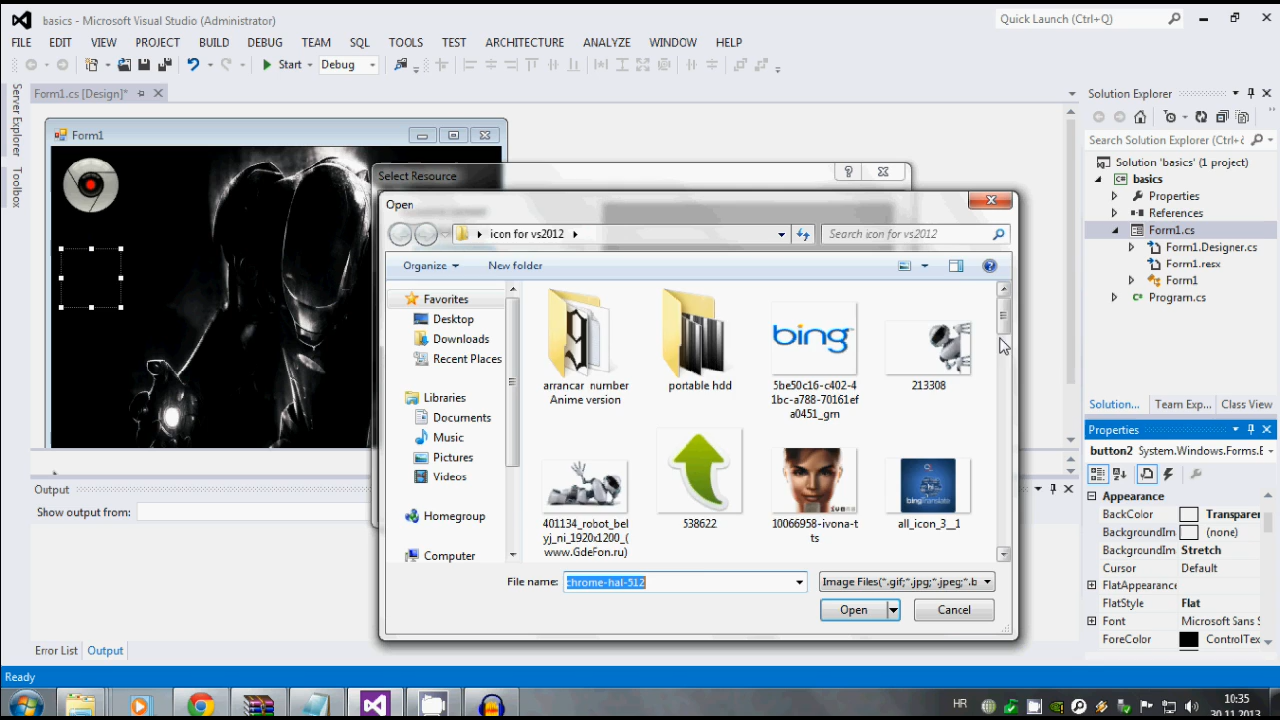 basics - Microsoft Visual Studio (Administrator)
Quick Launch (Ctrl+Q)
FILE EDIT VIEW PROJECT BUILD DEBUG TEAM SQL TOOLS TEST ARCHITECTURE ANALYZE WINDOW HELP
Start Debug
Server Explorer
Toolbox
Form1.cs [Design]*
Form1
Select Resource
Open
icon for vs2012
Search icon for vs2012
Organize New folder
Favorites
Desktop
Downloads
Recent Places
Libraries
Documents
Music
Pictures
Videos
Homegroup
Computer
arrancar number
Anime version
portable hdd
bing
5be50c16-c402-4
1bc-a788-70161ef
a0451_grn
213308
401134_robot_bel
yj_ni_1920x1200_(
www.GdeFon.ru)
538622
10066958-ivona-t
ts
bingTranslate
all_icon_3__1
File name: chrome-hal-512
Image Files(*.gif;*.jpg;*.jpeg;*.b
Open Cancel
Solution Explorer
Search Solution Explorer (Ctrl+č
Solution 'basics' (1 project)
basics
Properties
References
Form1.cs
Form1.Designer.cs
Form1.resx
Form1
Program.cs
Solution... Team Exp... Class View
Properties
button2 System.Windows.Forms.E
Appearance
BackColor Transparen
BackgroundIm (none)
BackgroundIm Stretch
Cursor Default
FlatAppearance
FlatStyle Flat
Font Microsoft Sans S
ForeColor ControlTex
Output
Show output from:
Error List Output
Ready
HR
10:35
30.11.2013